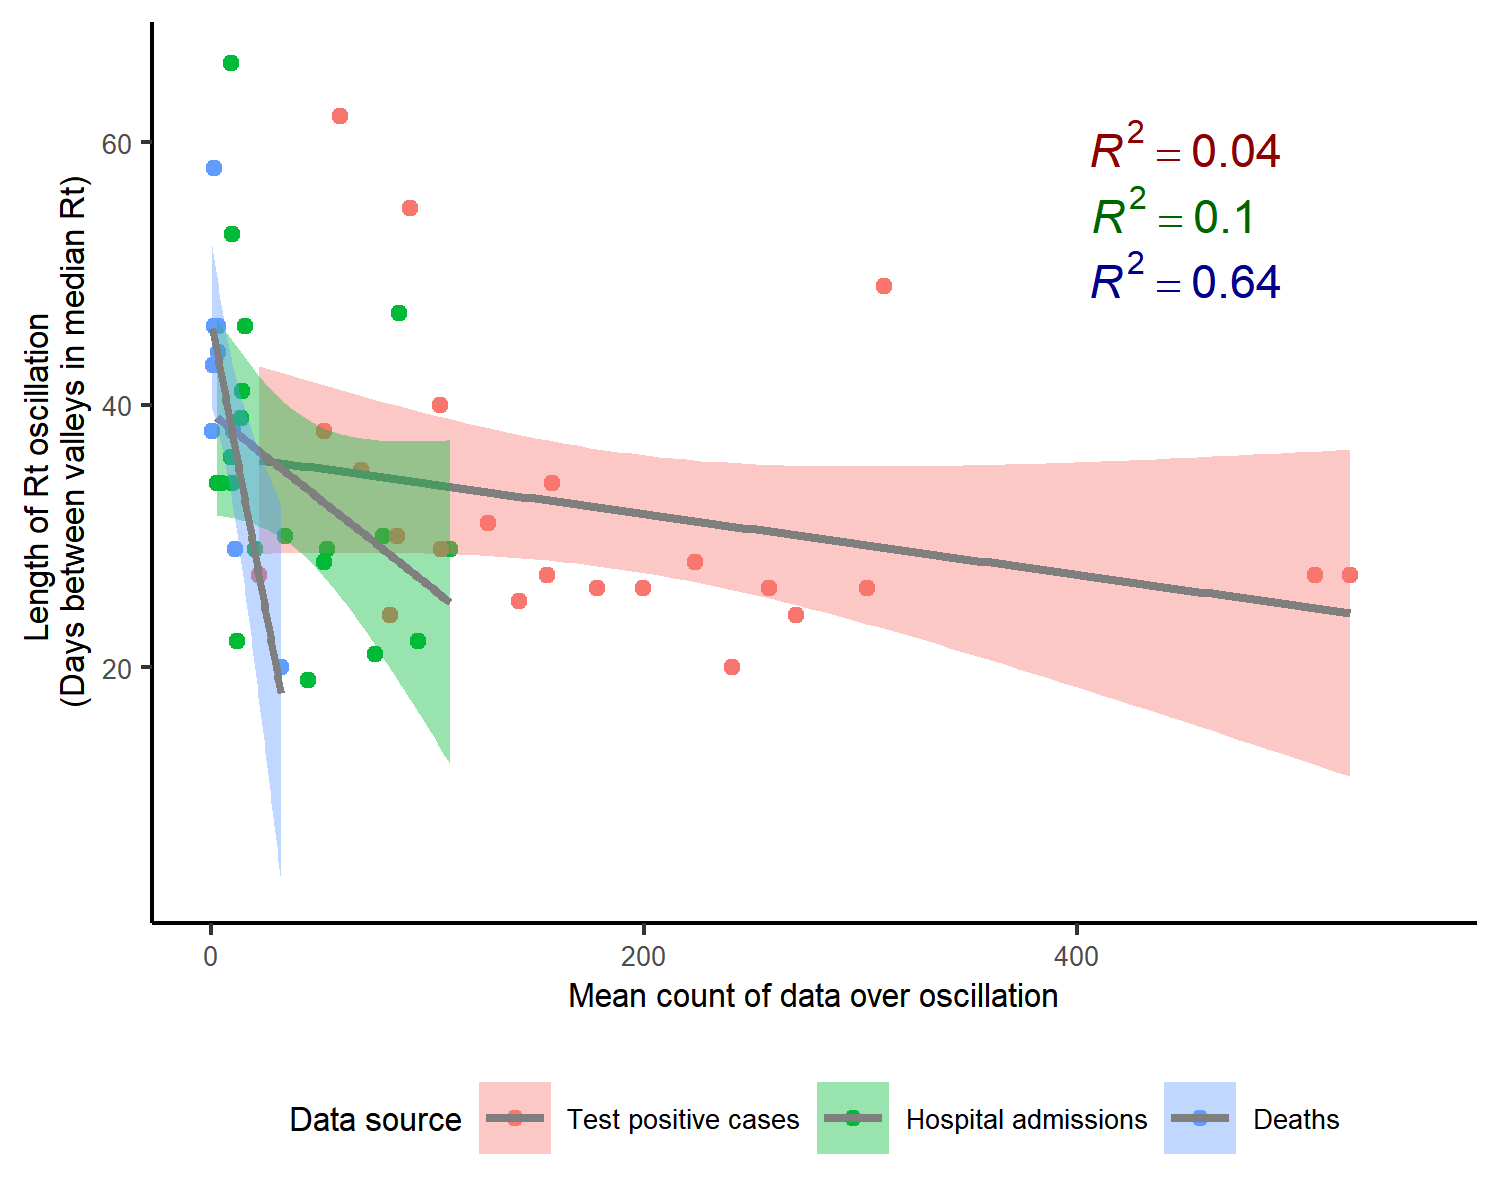 60
40
20
Length of Rt oscillation
(Days between valleys in median Rt)
R² = 0.04
R² = 0.1
R² = 0.64
0 200 400
Mean count of data over oscillation
Data source Test positive cases Hospital admissions Deaths